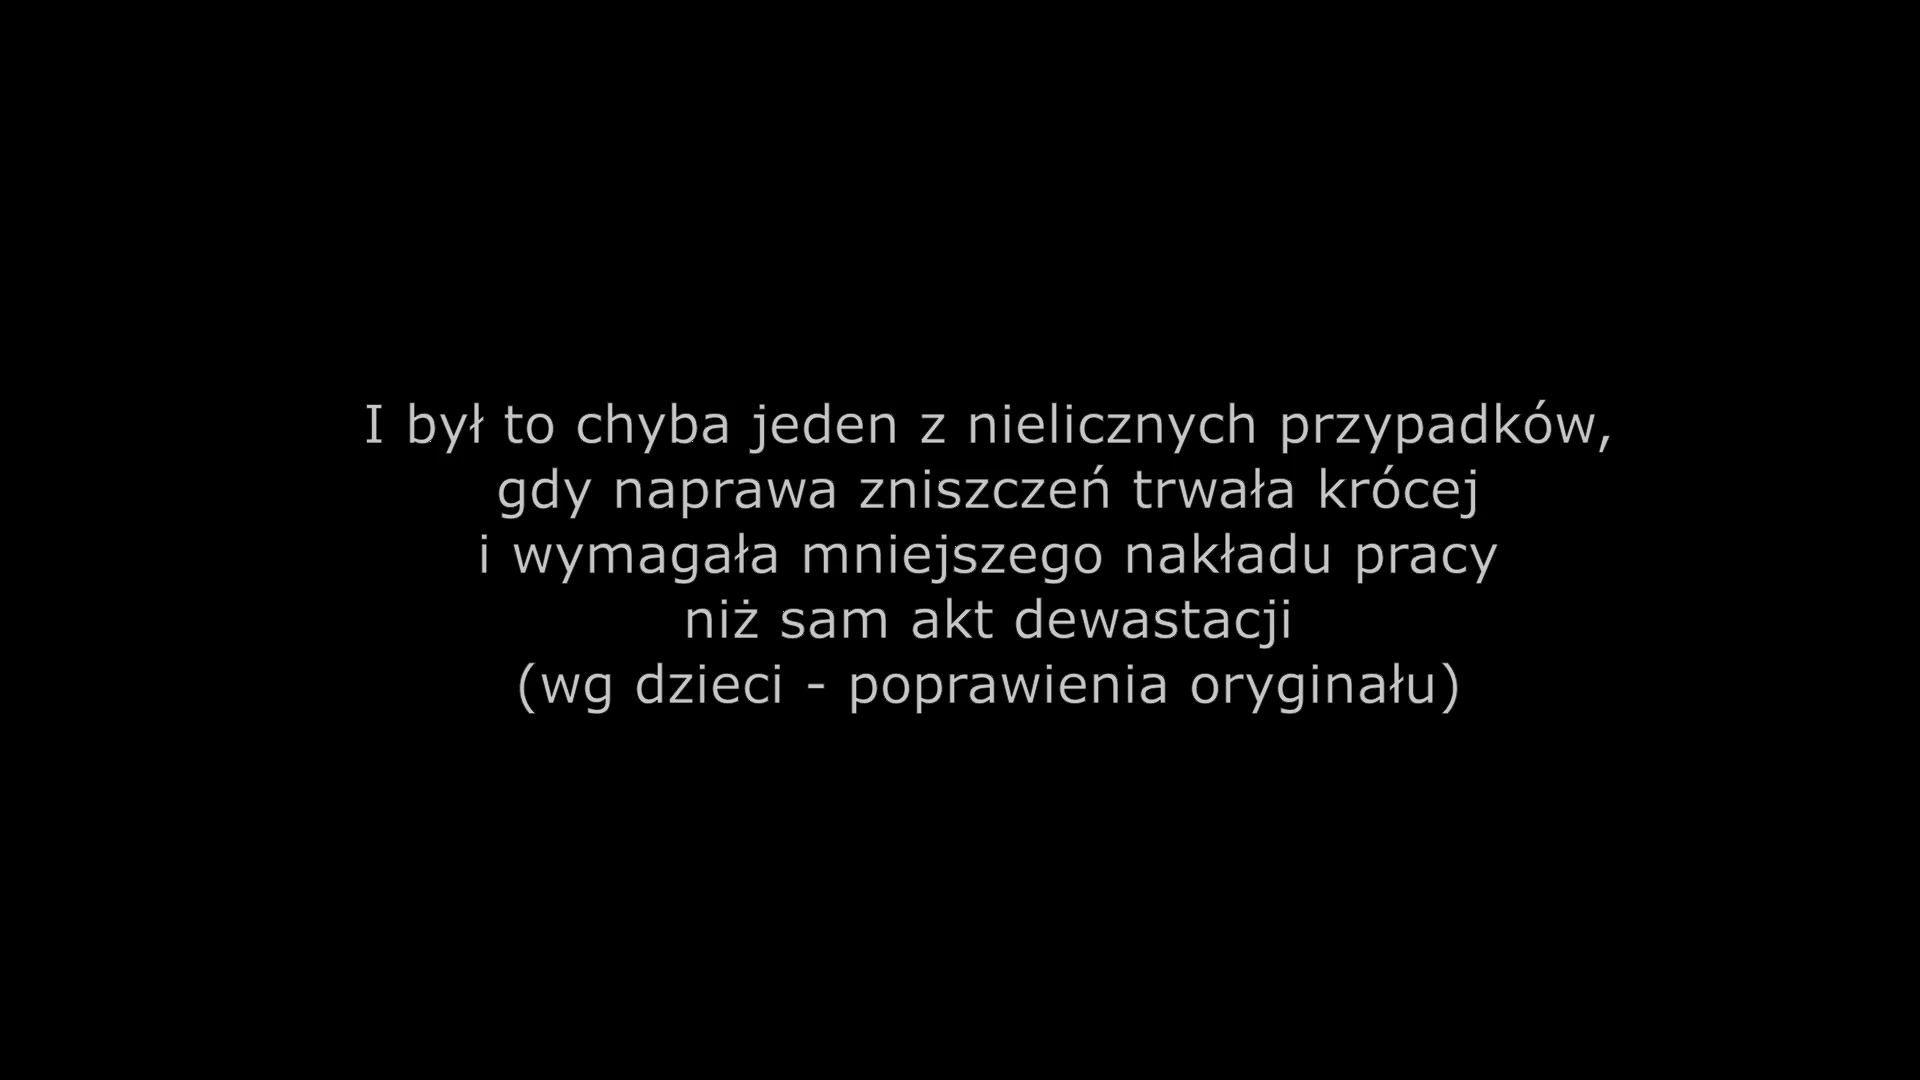 I był to chyba jeden z nielicznych przypadków,
gdy naprawa zniszczeń trwała krócej
i wymagała mniejszego nakładu pracy
niż sam akt dewastacji
(wg dzieci - poprawienia oryginału)